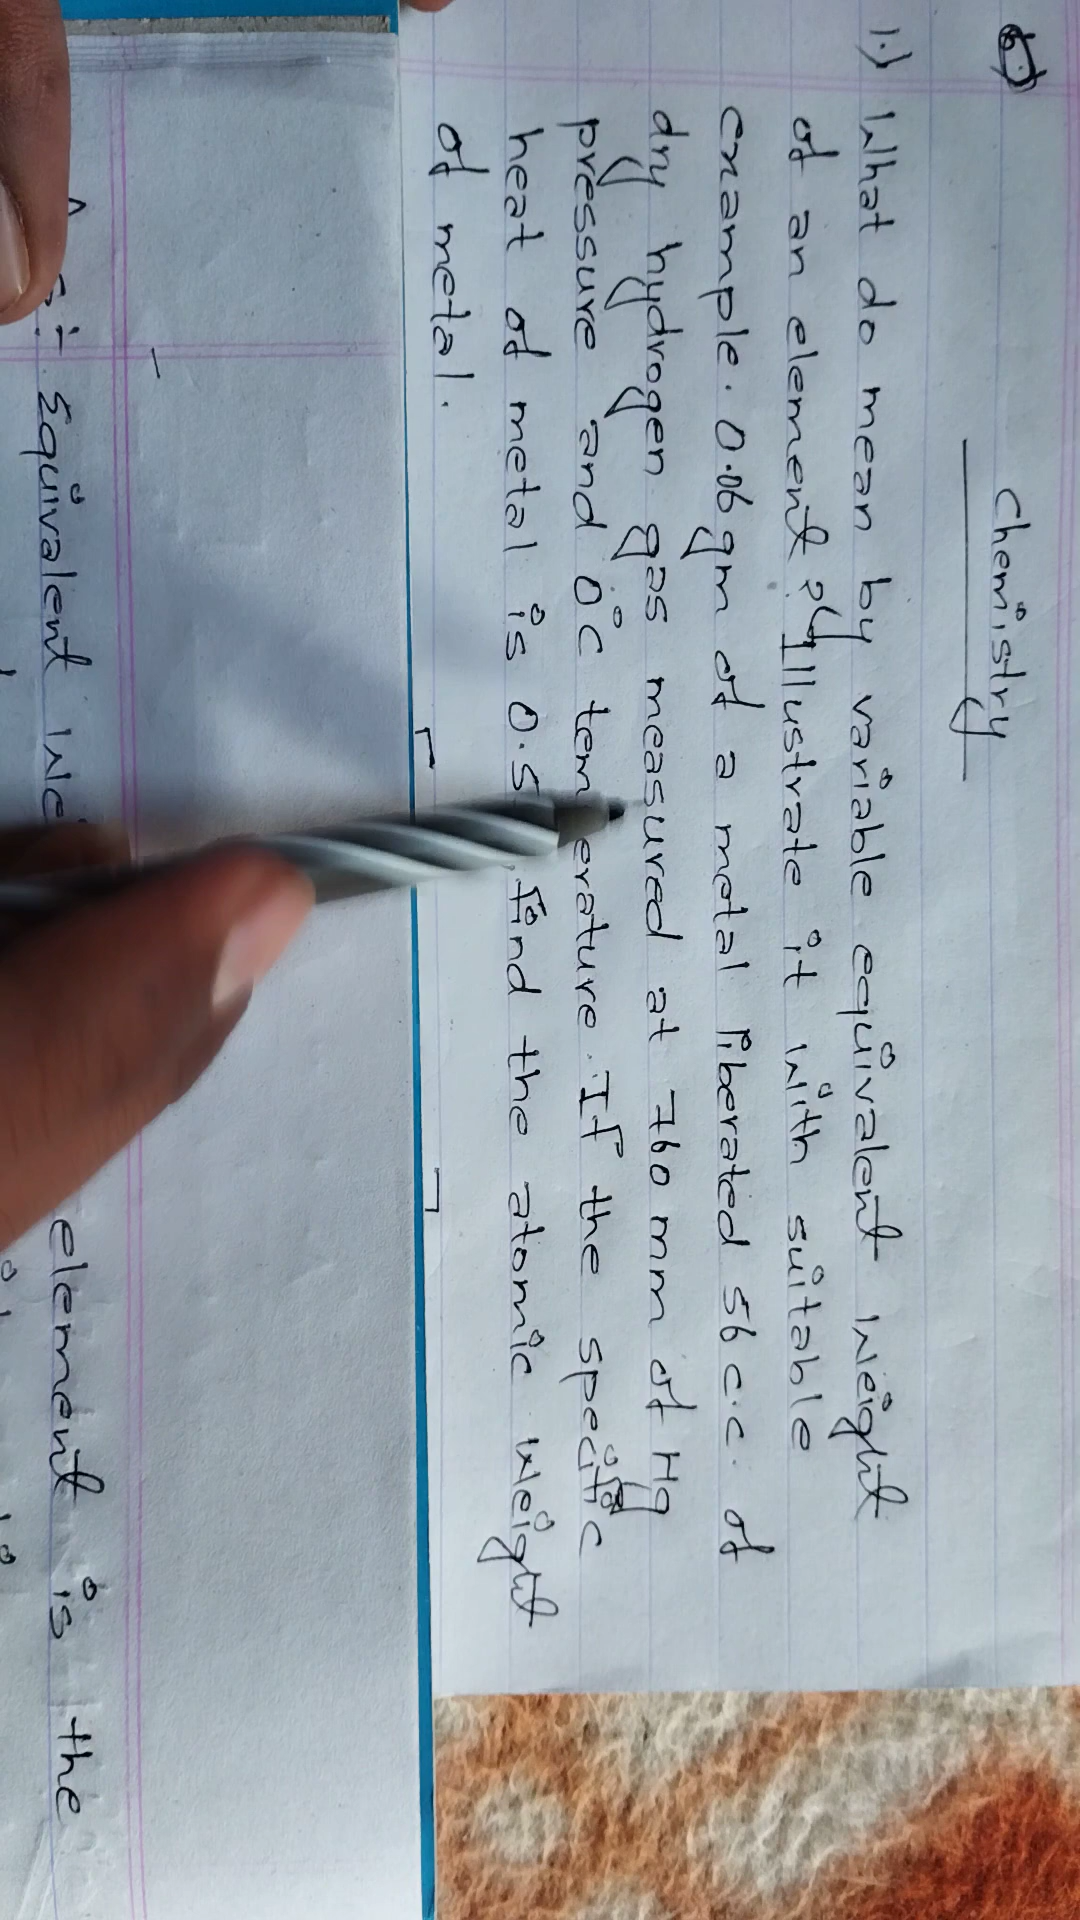 Chemistry
1.) What do mean by variable equivalent weight
of an element? Illustrate it with suitable
example. 0.06 gm of a metal liberated 56 c.c. of
dry hydrogen gas measured at 760 mm of Hg
pressure and 0°C temperature. If the specific
heat of metal is 0.5 find the atomic weight
of metal.
Equivalent element is the